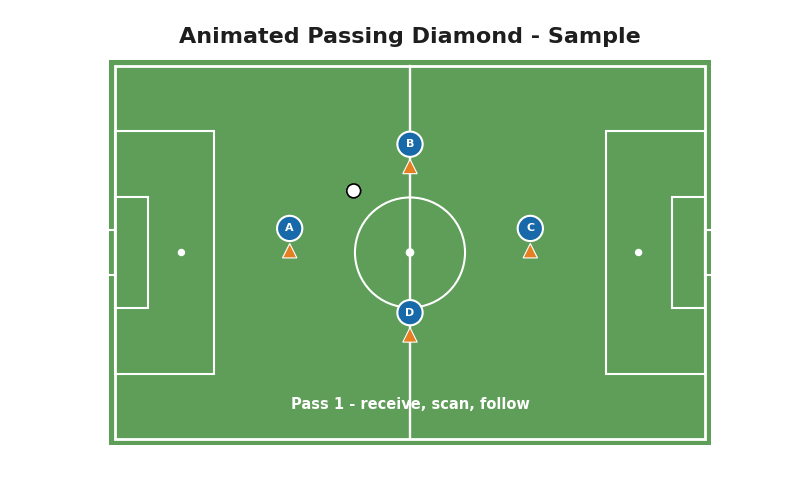 Animated Passing Diamond - Sample
B
A
C
D
Pass 1 - receive, scan, follow